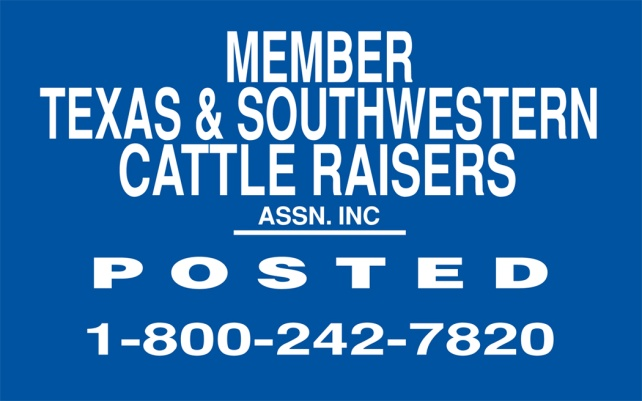 MEMBER
TEXAS & SOUTHWESTERN
CATTLE RAISERS
ASSN. INC
POSTED
1-800-242-7820